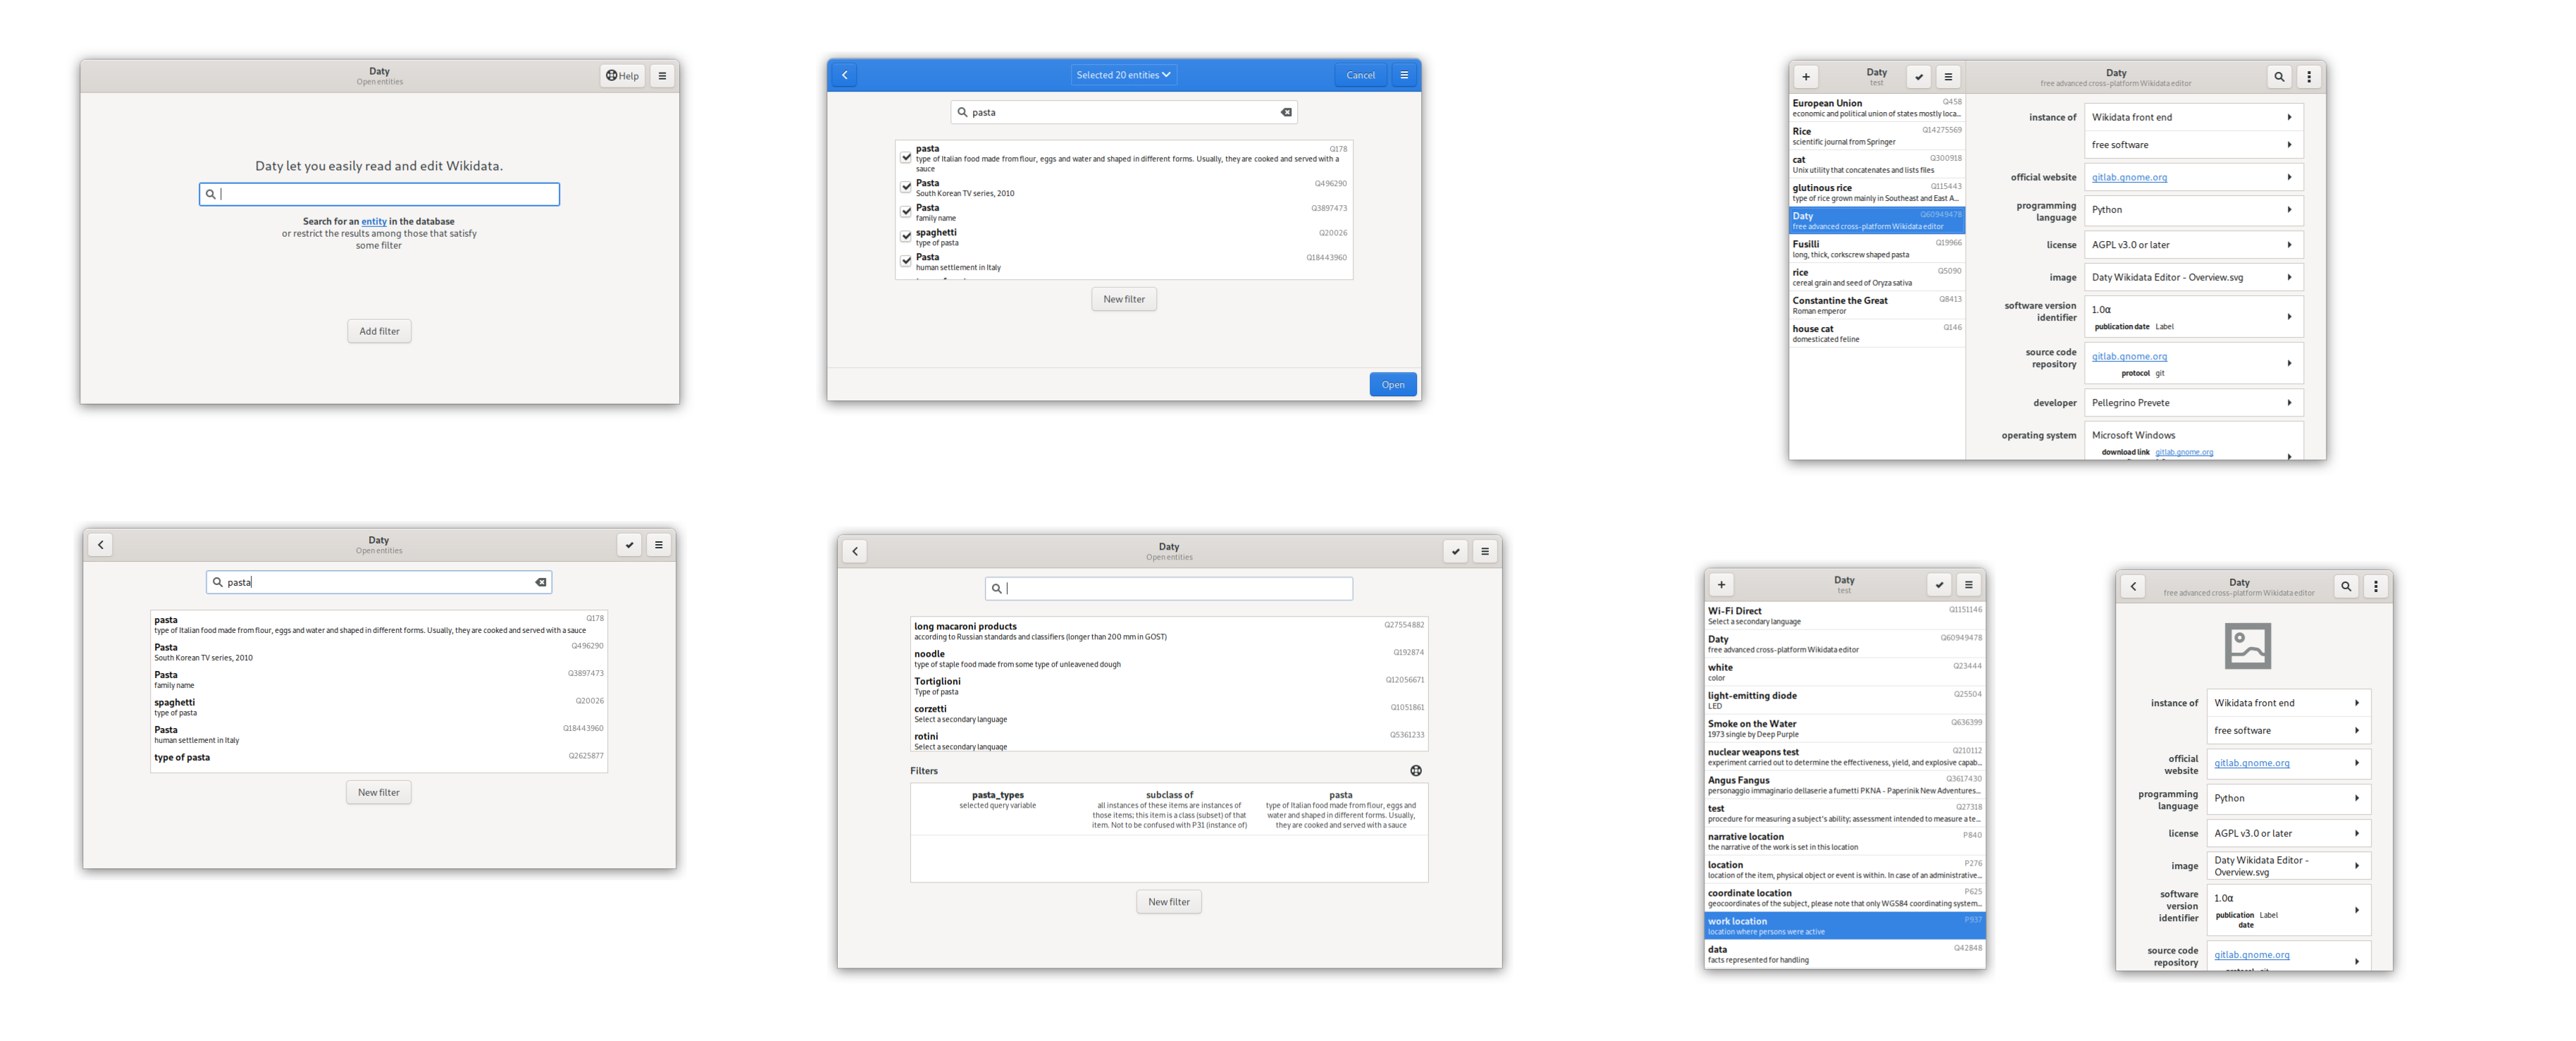 Daty
Open entities
Help
Daty let you easily read and edit Wikidata.
Search for an entity in the database
or restrict the results among those that satisfy
some filter
Add filter
Selected 20 entities
Cancel
pasta
pasta Q178
type of Italian food made from flour, eggs and water and shaped in different forms. Usually, they are cooked and served with a
sauce
Pasta Q496290
South Korean TV series, 2010
Pasta Q3897473
family name
spaghetti Q20026
type of pasta
Pasta Q18443960
human settlement in Italy
New filter
Open
Daty
test
European Union Q458
economic and political union of states mostly loca...
Rice Q14275569
scientific journal from Springer
cat Q300918
Unix utility that concatenates and lists files
glutinous rice Q115443
type of rice grown mainly in Southeast and East A...
Daty Q60949478
free advanced cross-platform Wikidata editor
Fusilli Q19966
long, thick, corkscrew shaped pasta
rice Q5090
cereal grain and seed of Oryza sativa
Constantine the Great Q8413
Roman emperor
house cat Q146
domesticated feline
Daty
free advanced cross-platform Wikidata editor
instance of Wikidata front end
free software
official website gitlab.gnome.org
programming
language
Python
license AGPL v3.0 or later
image Daty Wikidata Editor - Overview.svg
software version
identifier
1.0α
publication date Label
source code
repository
gitlab.gnome.org
protocol git
developer Pellegrino Prevete
operating system Microsoft Windows
download link gitlab.gnome.org
Daty
Open entities
pasta
pasta Q178
type of Italian food made from flour, eggs and water and shaped in different forms. Usually, they are cooked and served with a sauce
Pasta Q496290
South Korean TV series, 2010
Pasta Q3897473
family name
spaghetti Q20026
type of pasta
Pasta Q18443960
human settlement in Italy
type of pasta Q2625877
New filter
Daty
Open entities
long macaroni products Q27554882
according to Russian standards and classifiers (longer than 200 mm in GOST)
noodle Q192874
type of staple food made from some type of unleavened dough
Tortiglioni Q12056671
Type of pasta
corzetti Q1051861
Select a secondary language
rotini Q5361233
Select a secondary language
Filters
pasta_types
selected query variable
subclass of
all instances of these items are instances of
those items; this item is a class (subset) of that
item. Not to be confused with P31 (instance of)
pasta
type of Italian food made from flour, eggs and
water and shaped in different forms. Usually,
they are cooked and served with a sauce
New filter
Daty
test
Wi-Fi Direct Q1151146
Select a secondary language
Daty Q60949478
free advanced cross-platform Wikidata editor
white Q23444
color
light-emitting diode Q25504
LED
Smoke on the Water Q636399
1973 single by Deep Purple
nuclear weapons test Q210112
experiment carried out to determine the effectiveness, yield, and explosive capab...
Angus Fangus Q3617430
personaggio immaginario dellaserie a fumetti PKNA - Paperinik New Adventures...
test Q27318
procedure for measuring a subject's ability; assessment intended to measure a te...
narrative location P840
the narrative of the work is set in this location
location P276
location of the item, physical object or event is within. In case of an administrative...
coordinate location P625
geocoordinates of the subject, please note that only WGS84 coordinating system...
work location P937
location where persons were active
data Q42848
facts represented for handling
Daty
free advanced cross-platform Wikidata editor
instance of Wikidata front end
free software
official
website
gitlab.gnome.org
programming
language
Python
license AGPL v3.0 or later
image Daty Wikidata Editor -
Overview.svg
software
version
identifier
1.0α
publication Label
date
source code
repository
gitlab.gnome.org